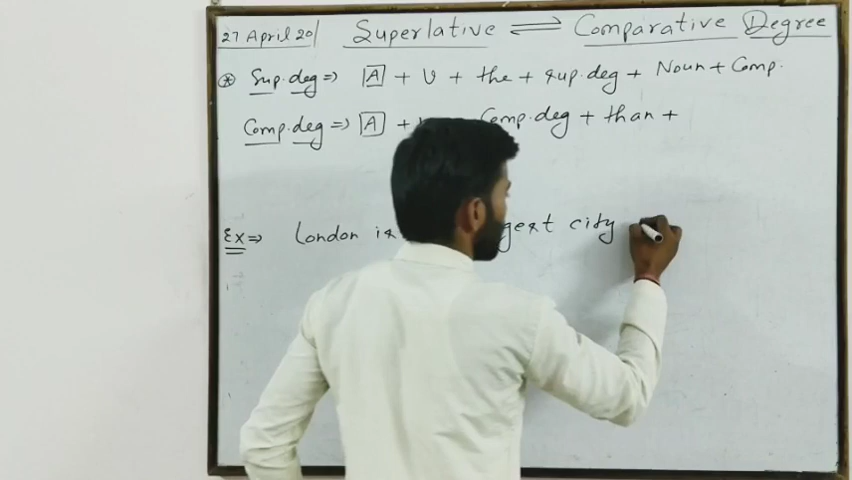 27 April 20 Superlative ⇌ Comparative Degree
⊛ Sup. deg ⇒ A + V + the + sup. deg + Noun + Comp.
Comp. deg ⇒ A + Comp. deg + than +
Ex ⇒ London is gest city